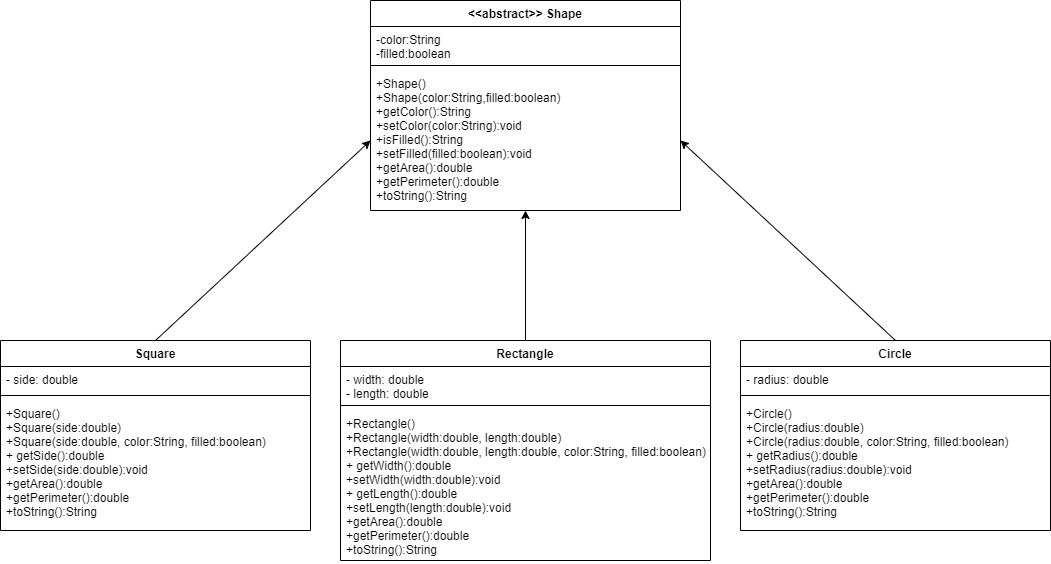 <<abstract>> Shape
-color:String
-filled:boolean
+Shape()
+Shape(color:String,filled:boolean)
+getColor():String
+setColor(color:String):void
+isFilled():String
+setFilled(filled:boolean):void
+getArea():double
+getPerimeter():double
+toString():String
Square
- side: double
+Square()
+Square(side:double)
+Square(side:double, color:String, filled:boolean)
+ getSide():double
+setSide(side:double):void
+getArea():double
+getPerimeter():double
+toString():String
Rectangle
- width: double
- length: double
+Rectangle()
+Rectangle(width:double, length:double)
+Rectangle(width:double, length:double, color:String, filled:boolean)
+ getWidth():double
+setWidth(width:double):void
+ getLength():double
+setLength(length:double):void
+getArea():double
+getPerimeter():double
+toString():String
Circle
- radius: double
+Circle()
+Circle(radius:double)
+Circle(radius:double, color:String, filled:boolean)
+ getRadius():double
+setRadius(radius:double):void
+getArea():double
+getPerimeter():double
+toString():String